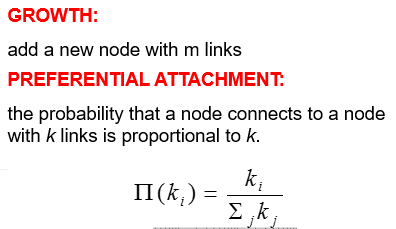 GROWTH:
add a new node with m links
PREFERENTIAL ATTACHMENT:
the probability that a node connects to a node
with k links is proportional to k.
Π(k_i) = k_i / Σ_j k_j